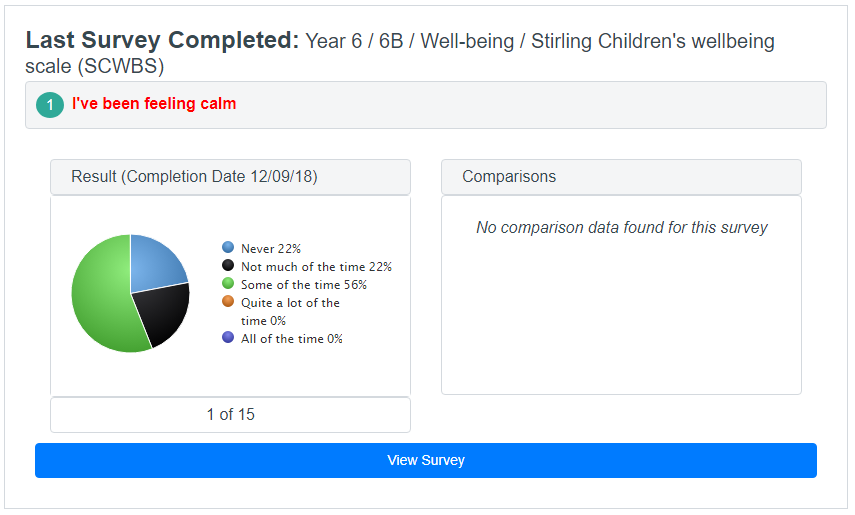 Last Survey Completed: Year 6 / 6B / Well-being / Stirling Children's wellbeing
scale (SCWBS)
1 I've been feeling calm
Result (Completion Date 12/09/18)
Never 22%
Not much of the time 22%
Some of the time 56%
Quite a lot of the
time 0%
All of the time 0%
1 of 15
Comparisons
No comparison data found for this survey
View Survey